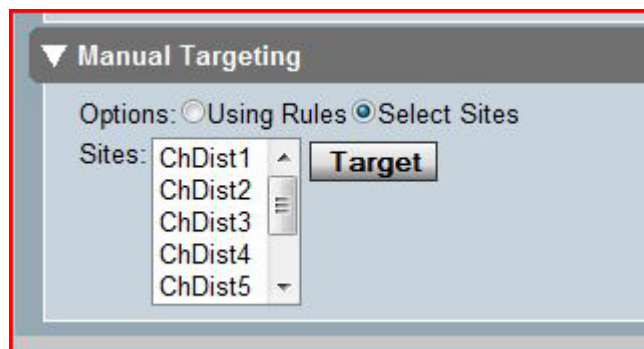 Manual Targeting
Options: Using Rules Select Sites
Sites: ChDist1 Target
ChDist2
ChDist3
ChDist4
ChDist5